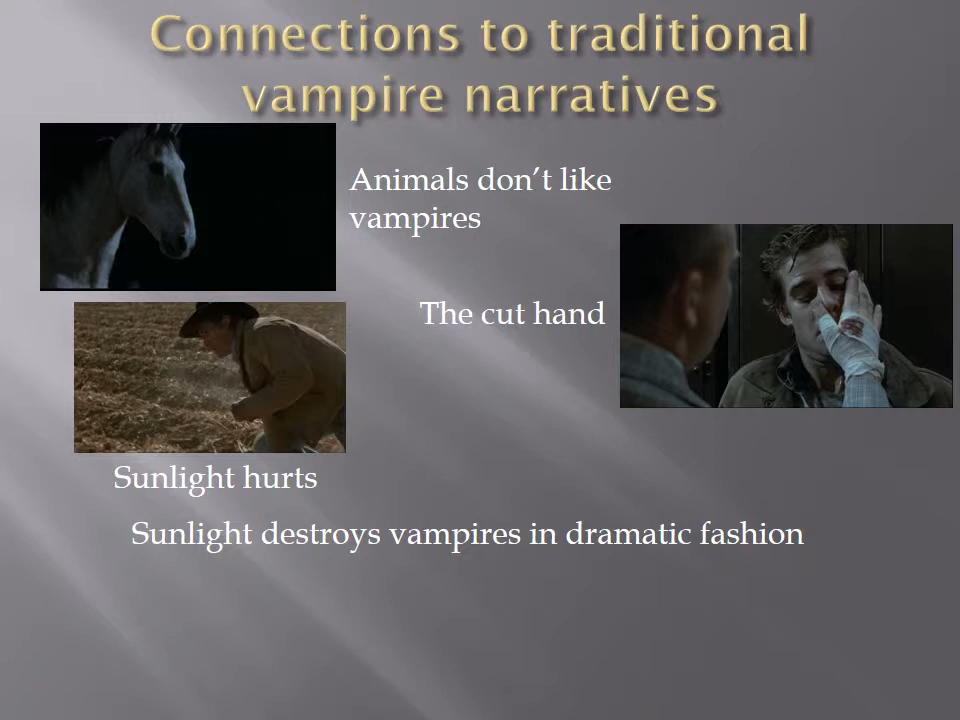 Connections to traditional
vampire narratives
Animals don’t like
vampires
The cut hand
Sunlight hurts
Sunlight destroys vampires in dramatic fashion